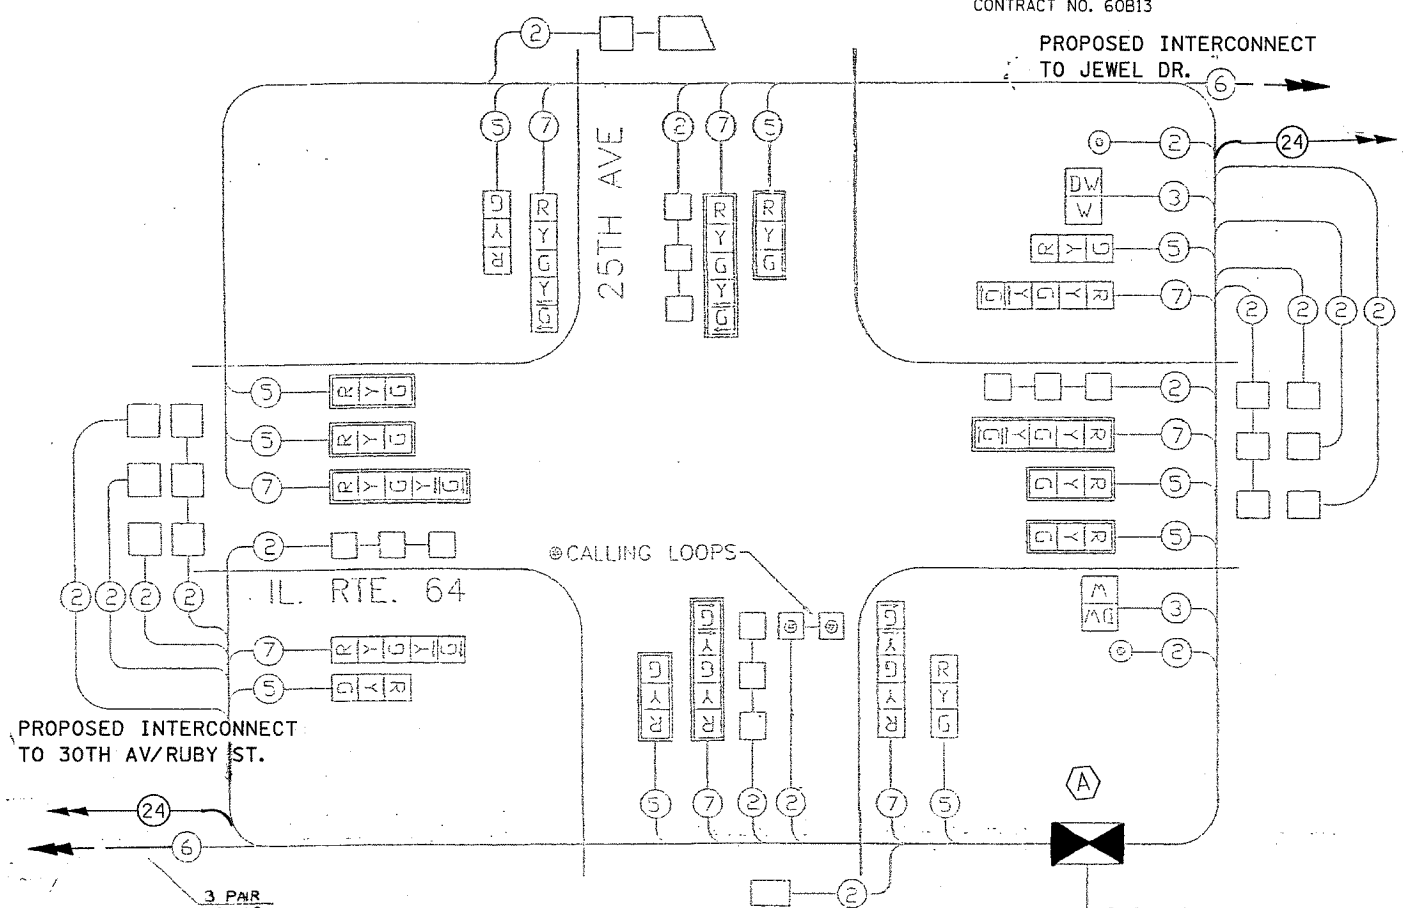 CONTRACT NO. 60B13
PROPOSED INTERCONNECT
TO JEWEL DR.
2
6
24
5
7
2
7
5
2
DW
W
3
G
Y
R
R
Y
G
Y
G
25TH AVE
R
Y
G
Y
G
R
Y
G
R Y G
5
R Y G Y G
7
2
2
2
2
5
R Y G
2
5
R Y G
R Y G Y G
7
7
R Y G Y G
R Y G
5
2
R Y G
5
CALLING LOOPS
IL. RTE. 64
2
2
2
2
W
DW
3
7
R Y G Y G
2
5
R Y G
G
Y
R
G
Y
G
Y
R
G
Y
G
Y
R
R
Y
G
PROPOSED INTERCONNECT
TO 30TH AV/RUBY ST.
A
24
5
7
2
2
7
5
6
3 PAIR
2